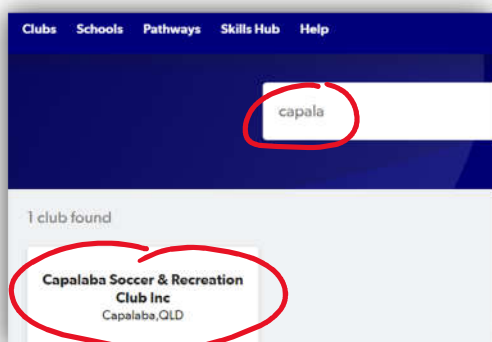 Clubs Schools Pathways Skills Hub Help
capala
1 club found
Capalaba Soccer & Recreation
Club Inc
Capalaba,QLD